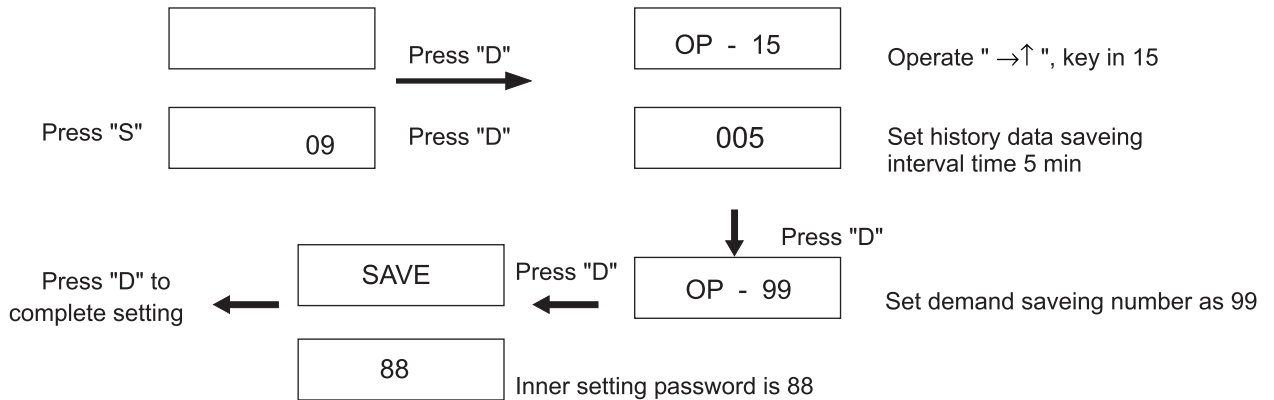 Press "D"
OP - 15
Operate " →↑ ", key in 15
Press "S"
09
Press "D"
005
Set history data saveing
interval time 5 min
Press "D"
Press "D" to
complete setting
SAVE
Press "D"
OP - 99
Set demand saveing number as 99
88
Inner setting password is 88